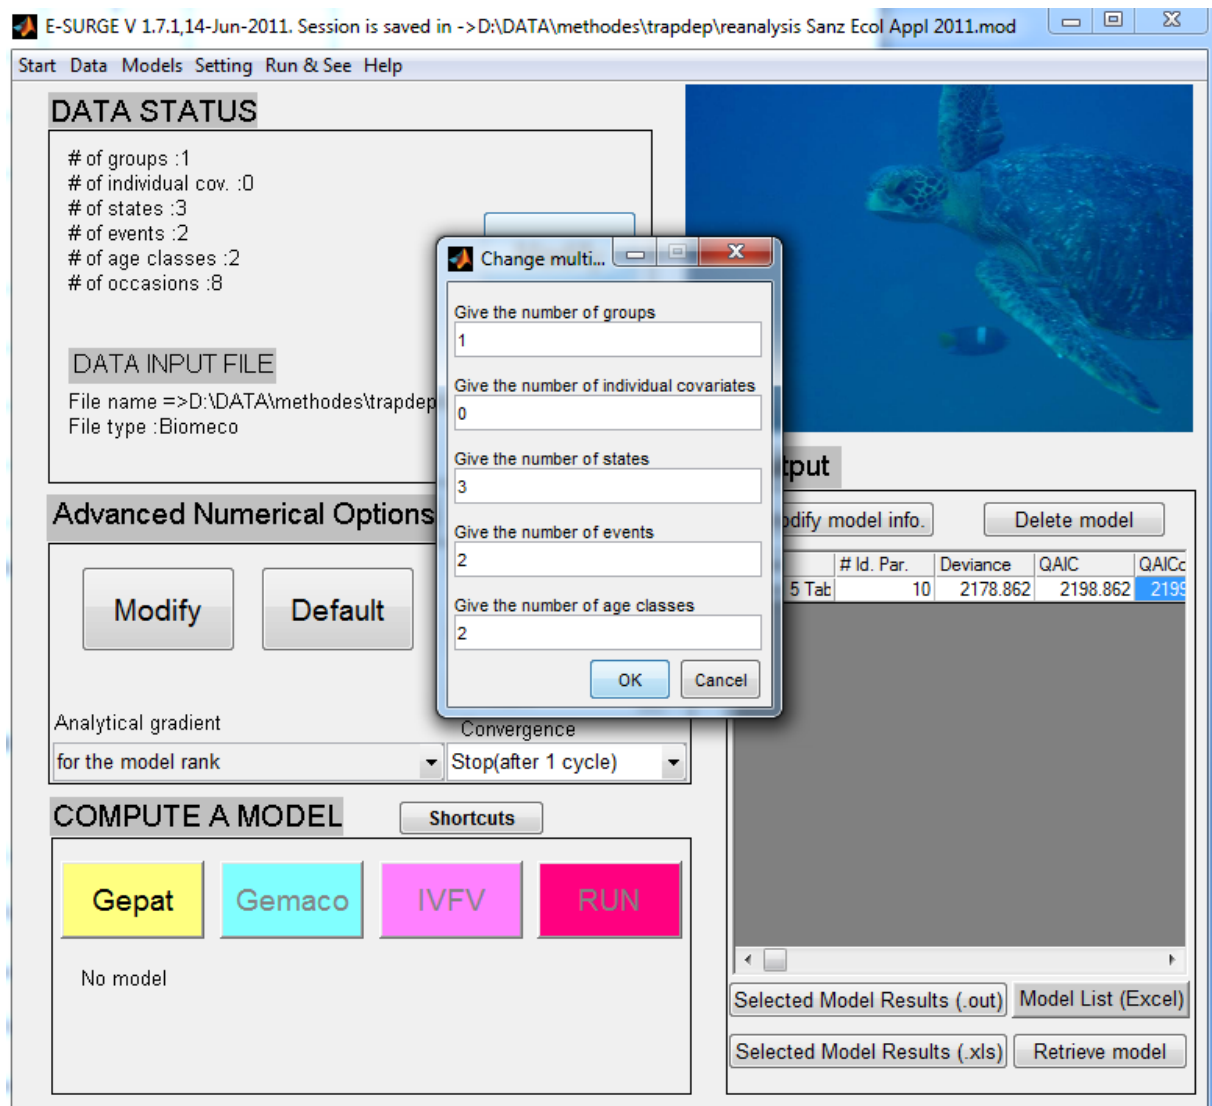 E-SURGE V 1.7.1,14-Jun-2011. Session is saved in ->D:\DATA\methodes\trapdep\reanalysis Sanz Ecol Appl 2011.mod
Start Data Models Setting Run & See Help
DATA STATUS
# of groups :1
# of individual cov. :0
# of states :3
# of events :2
# of age classes :2
# of occasions :8
DATA INPUT FILE
File name =>D:\DATA\methodes\trapdep
File type :Biomeco
Change multi...
Give the number of groups
1
Give the number of individual covariates
0
Give the number of states
3
Give the number of events
2
Give the number of age classes
2
OK Cancel
Advanced Numerical Options
Modify Default
Analytical gradient
Convergence
for the model rank
Stop(after 1 cycle)
tput
odify model info. Delete model
# Id. Par. Deviance QAIC QAICc
5 Tab 10 2178.862 2198.862 2199
COMPUTE A MODEL Shortcuts
Gepat Gemaco IVFV RUN
No model
Selected Model Results (.out) Model List (Excel)
Selected Model Results (.xls) Retrieve model